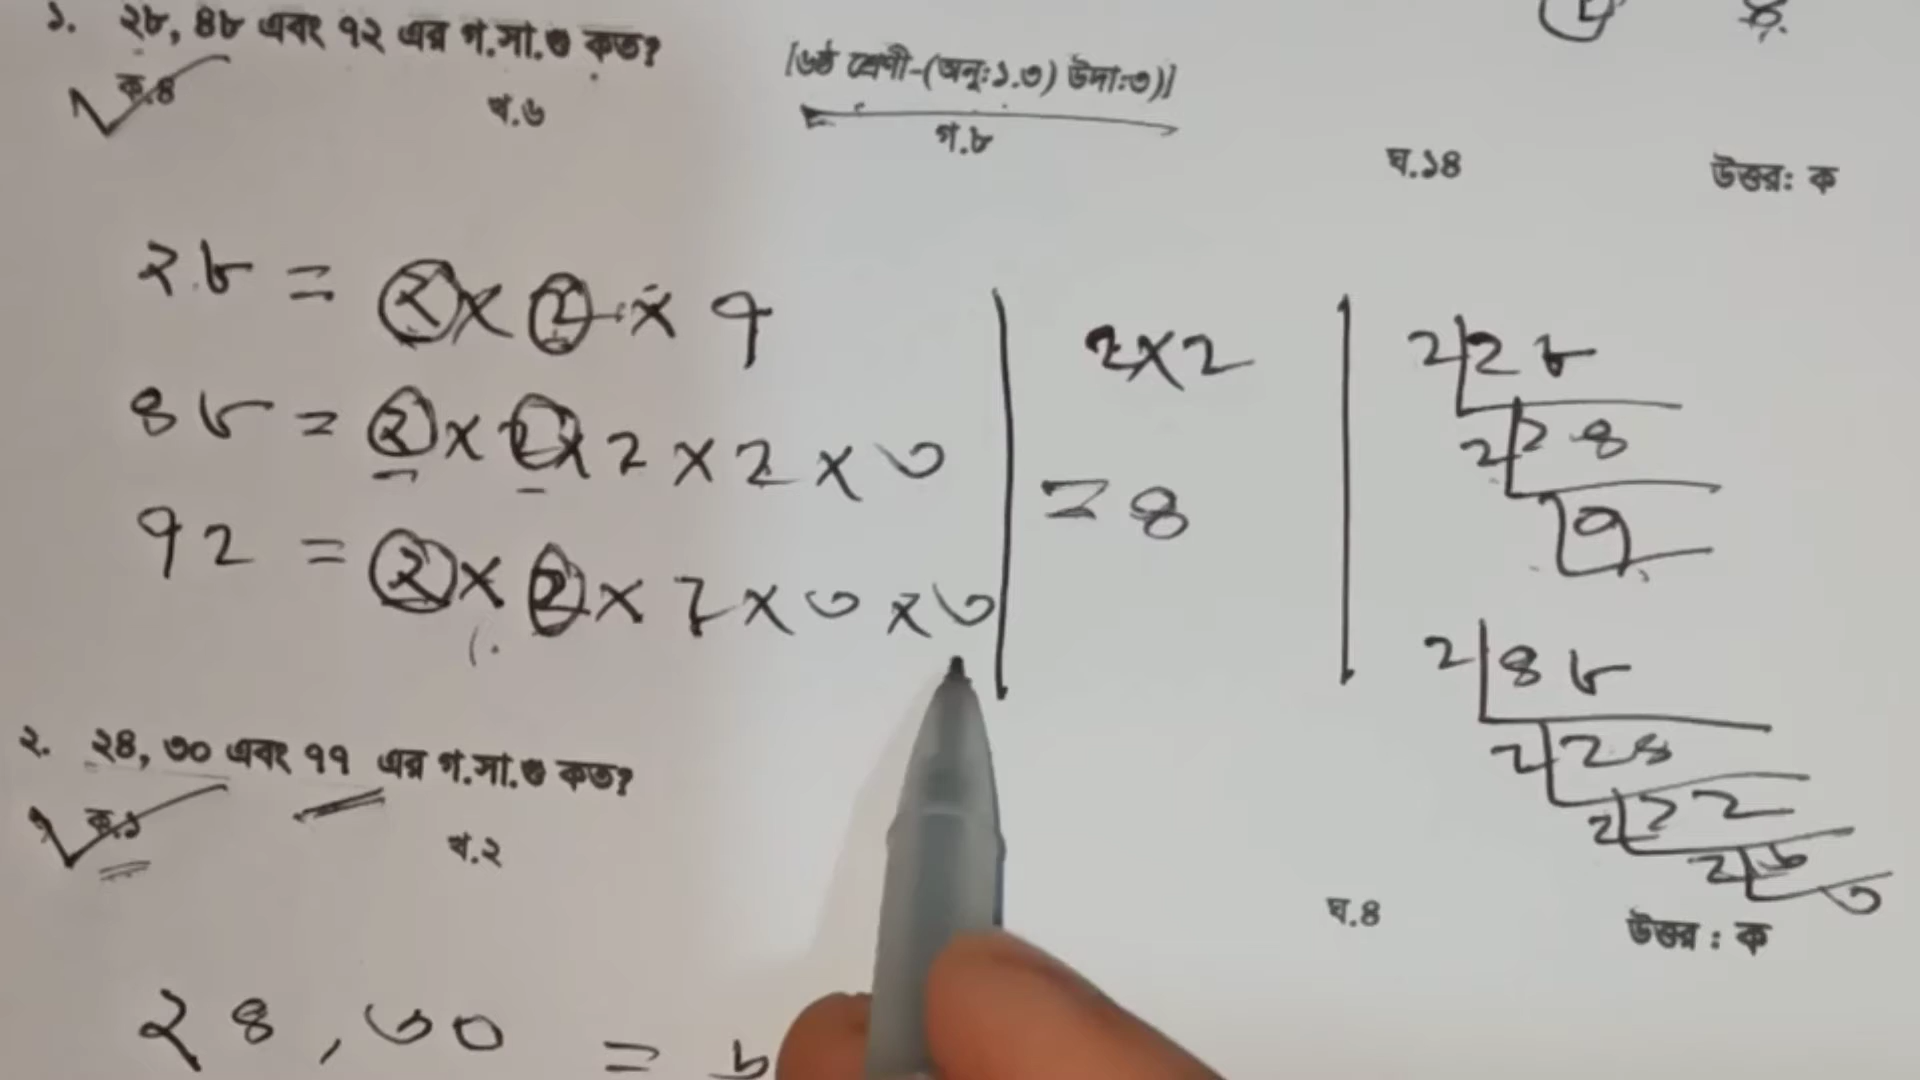 ১. ২৮, ৪৮ এবং ৭২ এর গ.সা.গু কত?
[৬ষ্ঠ শ্রেণী-(অনু:১.৩) উদা:৩)]
ক.৪ খ.৬ গ.৮ ঘ.১৪ উত্তর: ক
২৮ = ২×২×৭
৪৮ = ২×২×২×২×৩
৭২ = ২×২×২×৩×৩
২×২
= ৪
২ ২৮
২ ১৪
৭
২ ৪৮
২ ২৪
২ ১২
২ ৬
৩
২. ২৪, ৩০ এবং ৭৭ এর গ.সা.গু কত?
ক.১ খ.২ ঘ.৪ উত্তর : ক
২৪, ৩০ = ৬